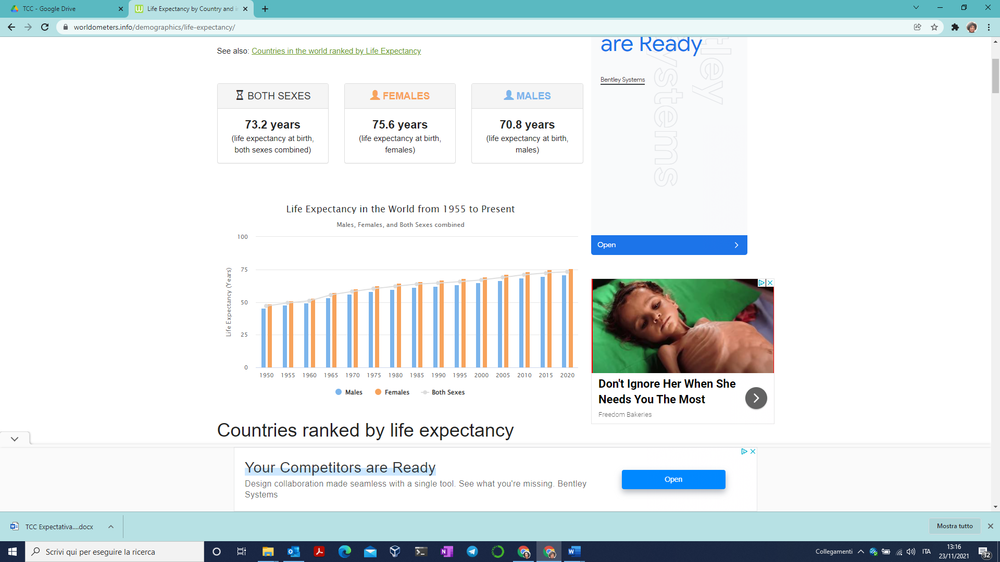 TCC - Google Drive
Life Expectancy by Country and in
worldometers.info/demographics/life-expectancy/
See also: Countries in the world ranked by Life Expectancy
BOTH SEXES
73.2 years
(life expectancy at birth,
both sexes combined)
FEMALES
75.6 years
(life expectancy at birth,
females)
MALES
70.8 years
(life expectancy at birth,
males)
Life Expectancy in the World from 1955 to Present
Males, Females, and Both Sexes combined
Life Expectancy (Years)
100
75
50
25
0
1950 1955 1960 1965 1970 1975 1980 1985 1990 1995 2000 2005 2010 2015 2020
Males Females Both Sexes
Countries ranked by life expectancy
are Ready
Bentley Systems
tley
ystems
Open
Don't Ignore Her When She
Needs You The Most
Freedom Bakeries
Your Competitors are Ready
Design collaboration made seamless with a single tool. See what you're missing. Bentley
Systems
Open
TCC Expectativa....docx
Mostra tutto
Scrivi qui per eseguire la ricerca
Collegamenti
ITA
13:16
23/11/2021
32